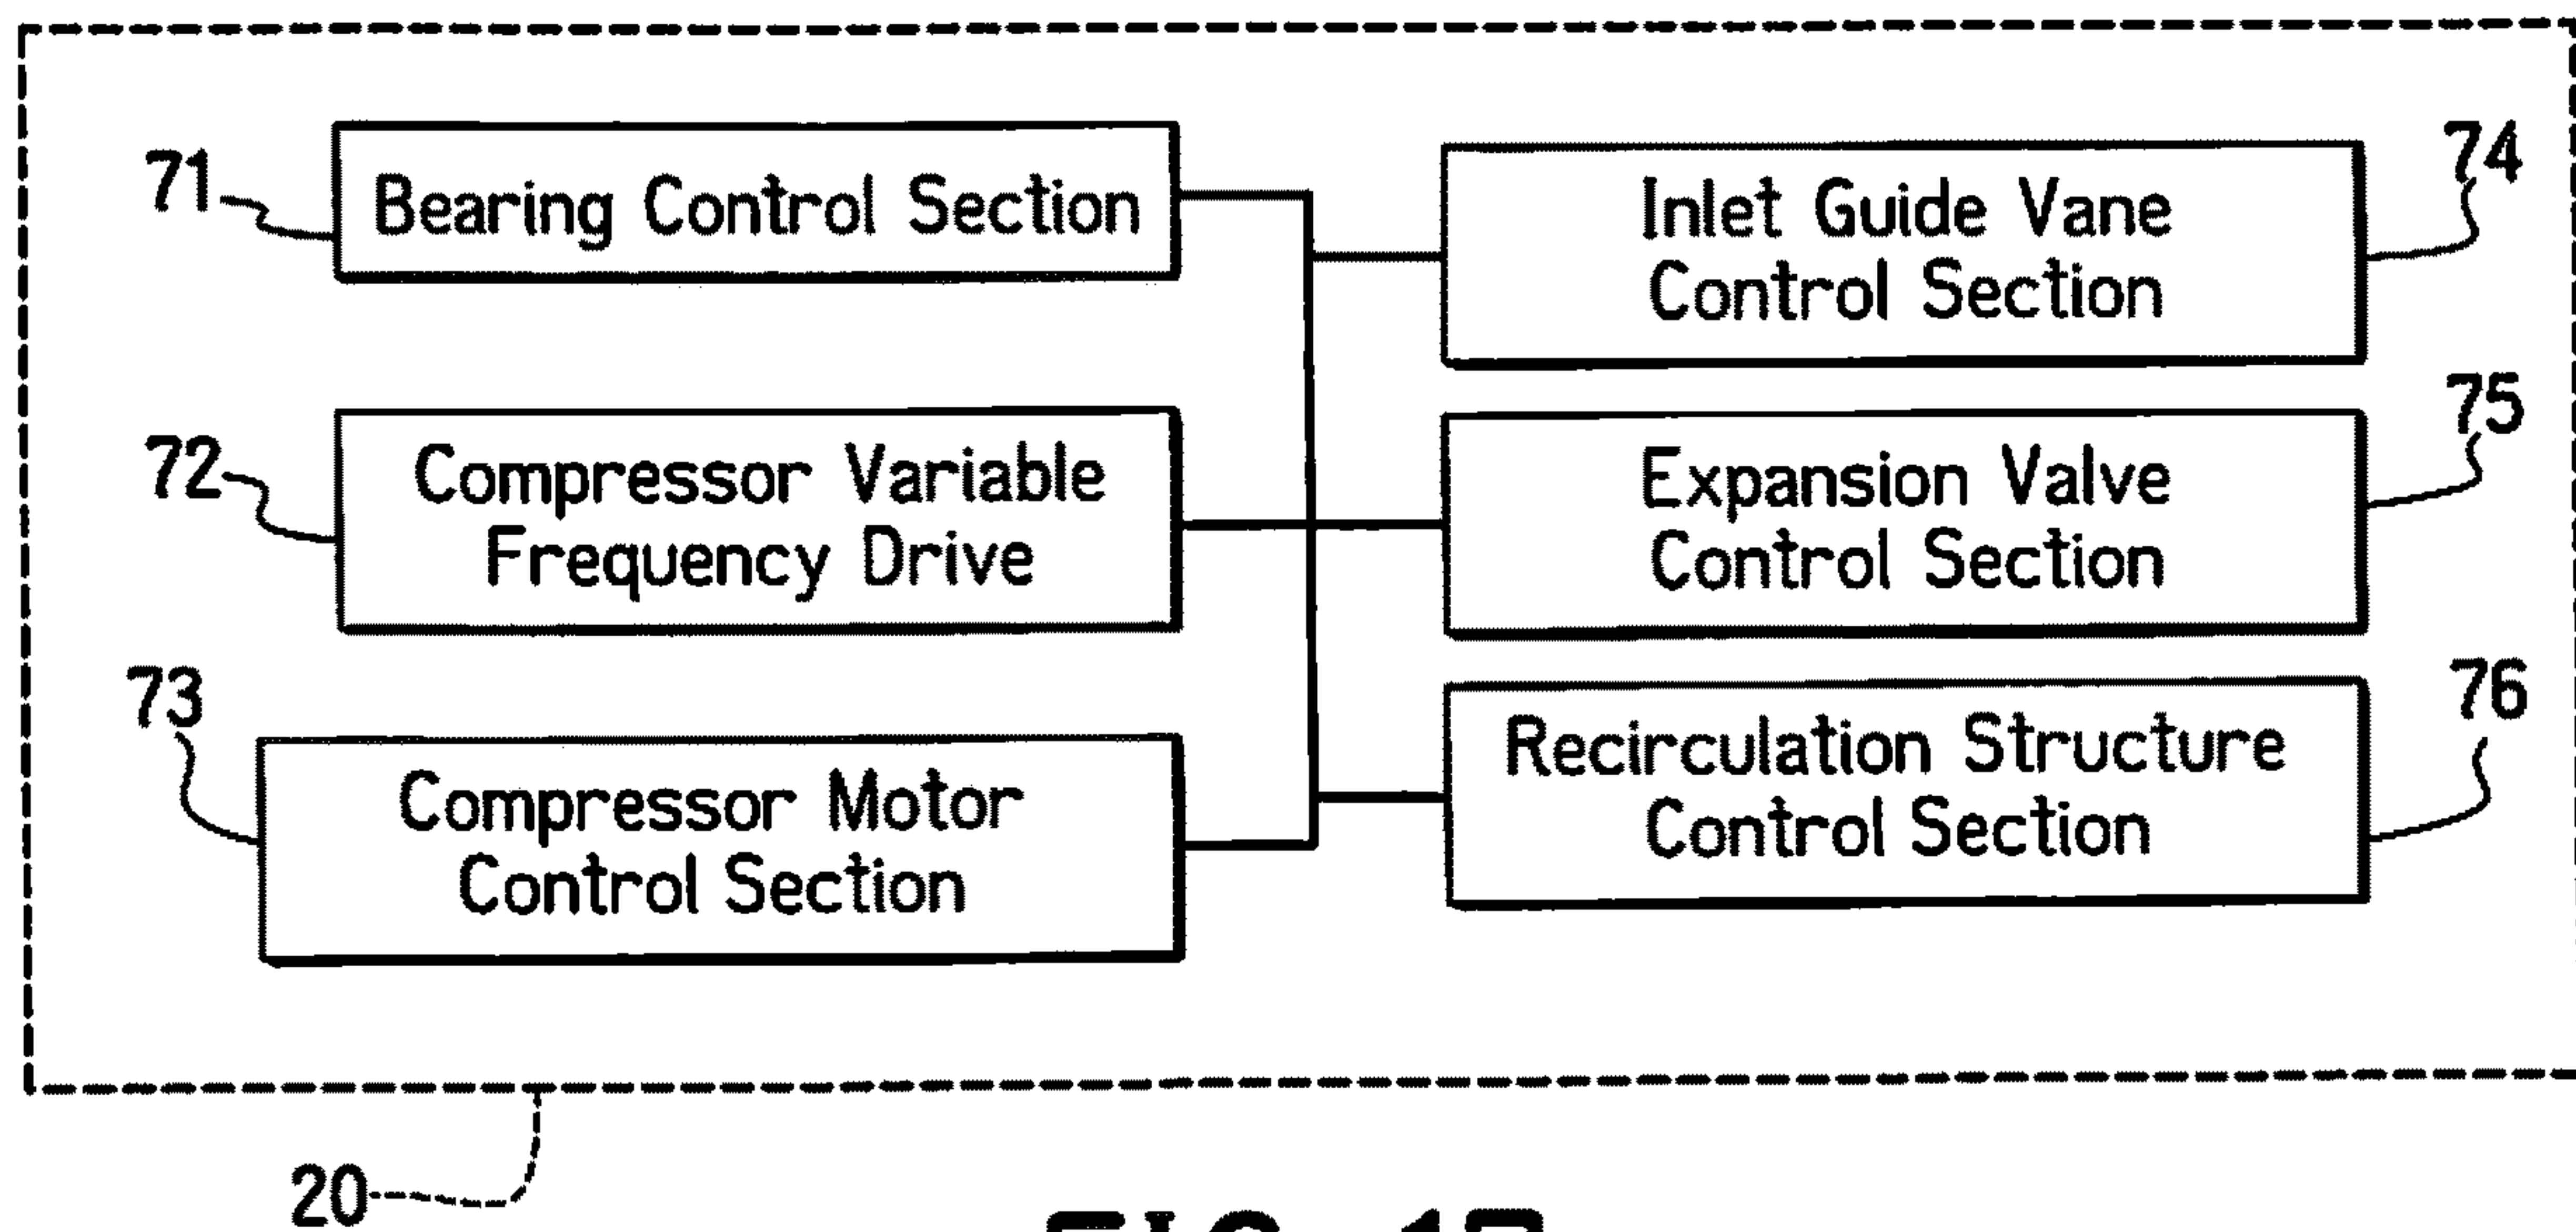 71
Bearing Control Section
72
Compressor Variable
Frequency Drive
73
Compressor Motor
Control Section
74
Inlet Guide Vane
Control Section
75
Expansion Valve
Control Section
76
Recirculation Structure
Control Section
20